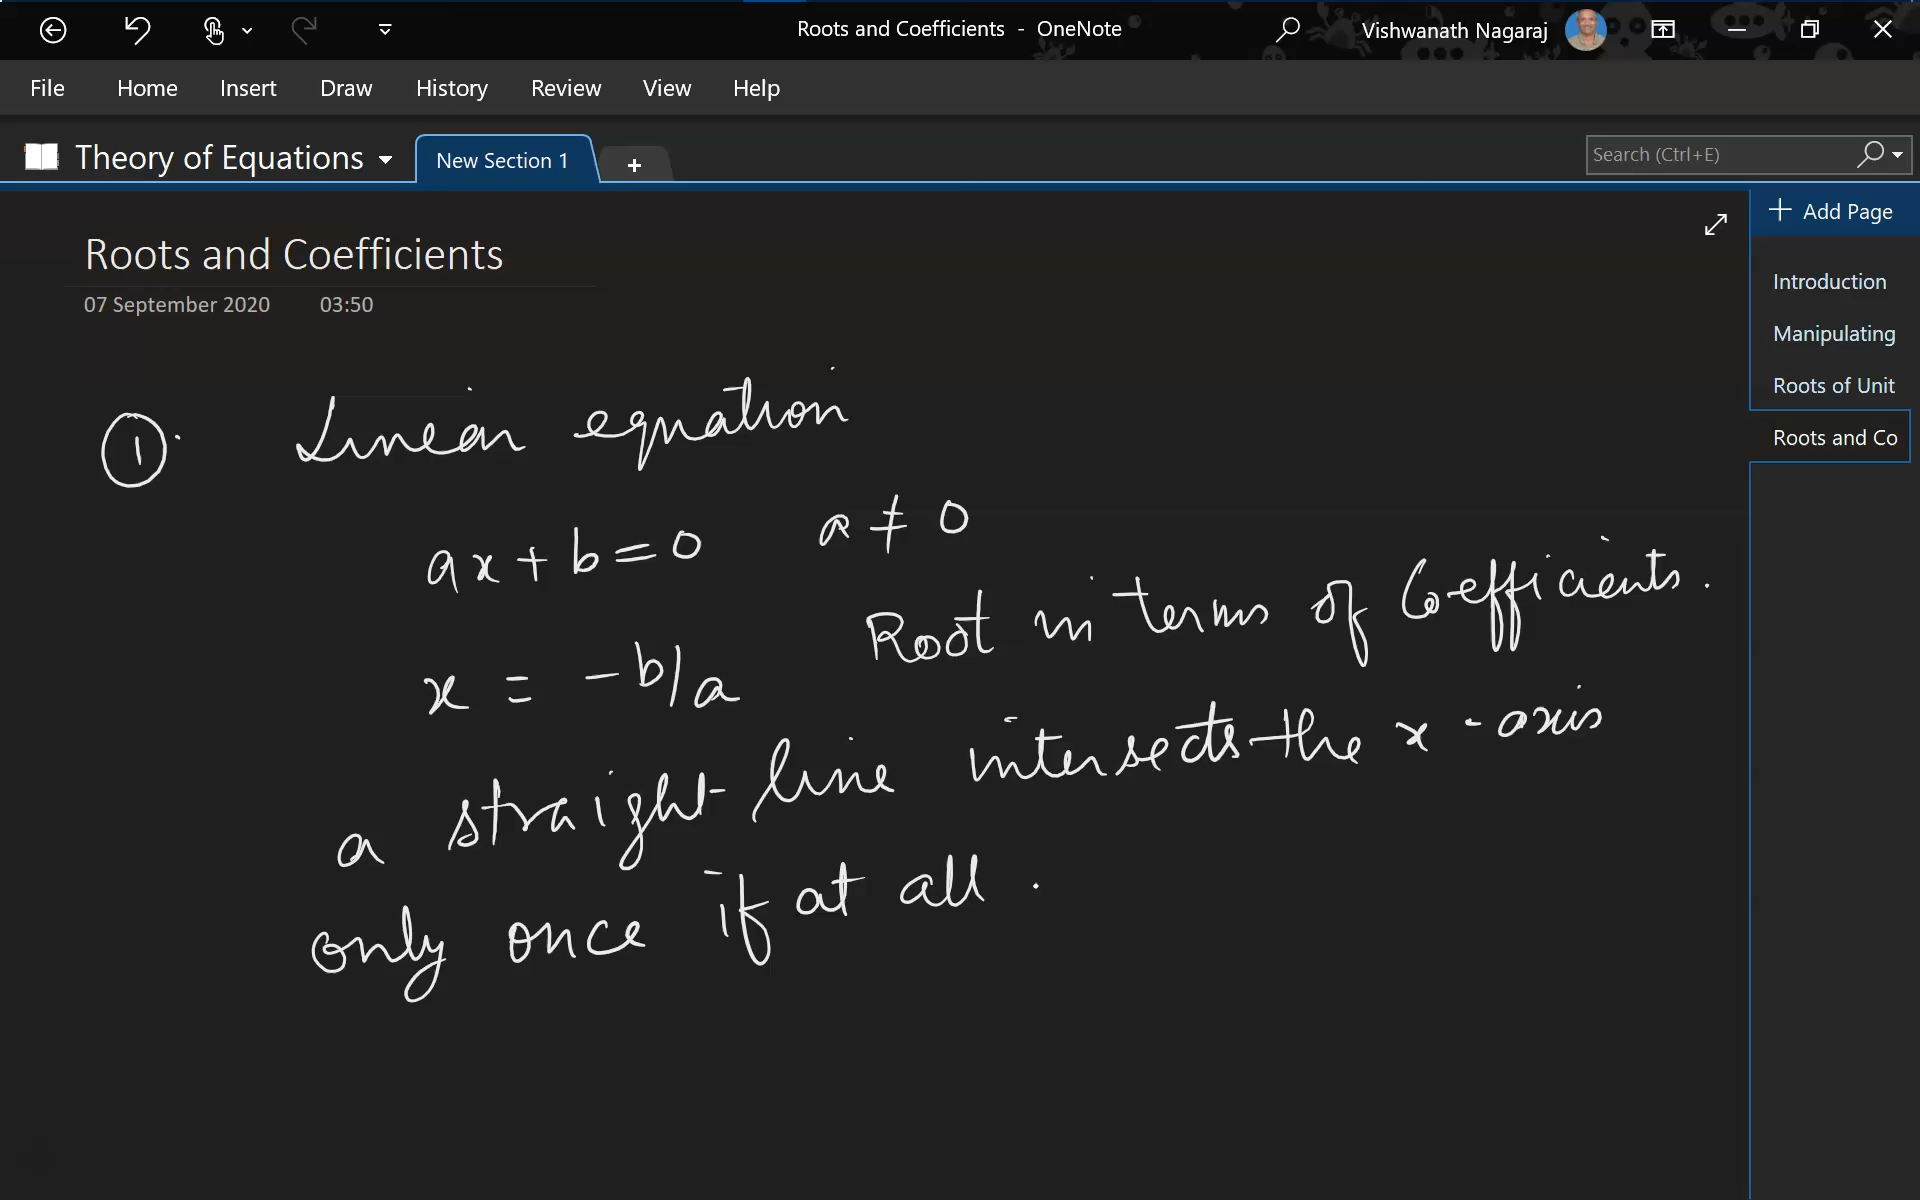 Roots and Coefficients - OneNote
Vishwanath Nagaraj
File Home Insert Draw History Review View Help
Theory of Equations New Section 1 +
Search (Ctrl+E)
+ Add Page
Introduction
Manipulating
Roots of Unit
Roots and Co
Roots and Coefficients
07 September 2020 03:50
① Linear equation
ax + b = 0 a ≠ 0
x = -b/a Root in terms of Coefficients.
a straight line intersects the x-axis
only once if at all.